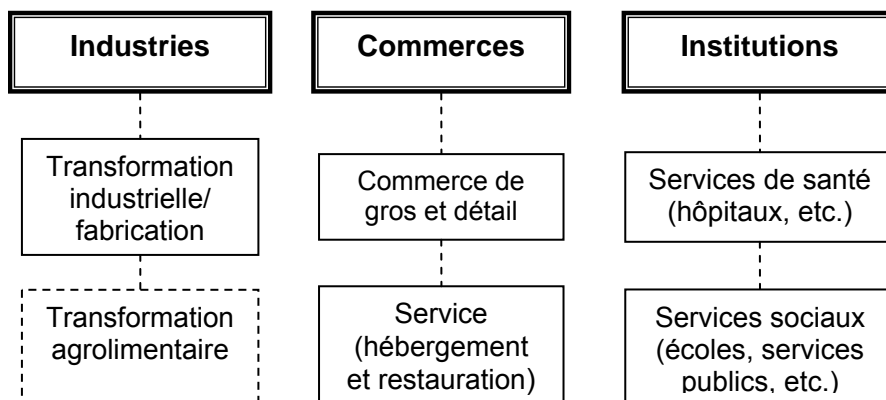 Industries
Transformation
industrielle/
fabrication
Transformation
agrolimentaire
Commerces
Commerce de
gros et détail
Service
(hébergement
et restauration)
Institutions
Services de santé
(hôpitaux, etc.)
Services sociaux
(écoles, services
publics, etc.)